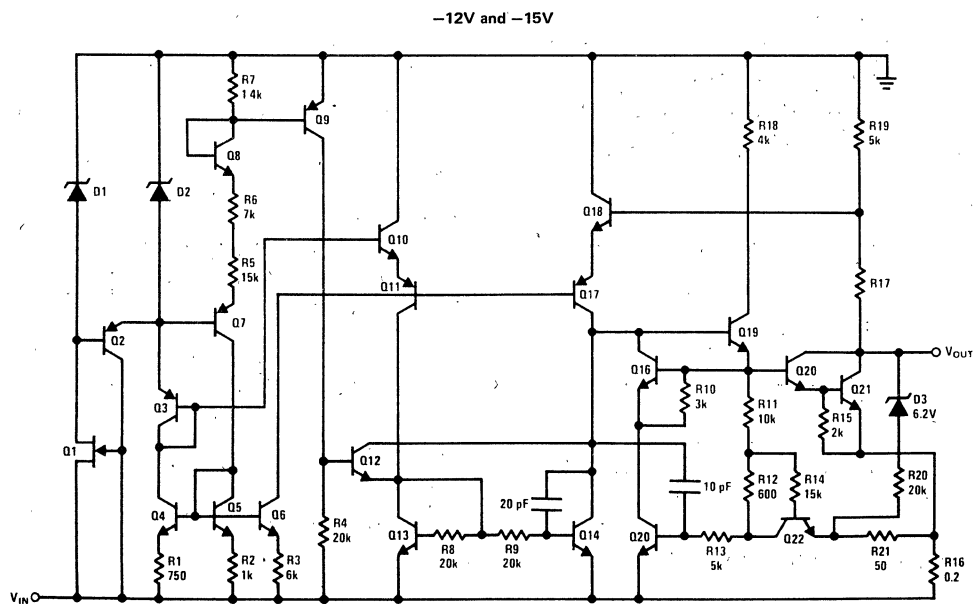 −12V and −15V
R7
1 4k
Q9
R18
4k
R19
5k
Q8
D1
D2
R6
7k
Q18
Q10
R5
15k
Q11
Q17
R17
Q2
Q7
Q19
VOUT
Q16
Q20
Q21
R10
3k
R11
10k
D3
6.2V
Q3
R15
2k
Q1
Q12
10 pF
R12
600
R14
15k
R20
20k
20 pF
Q4
Q5
Q6
R4
20k
Q13
R8
20k
R9
20k
Q14
Q20
R13
5k
Q22
R21
50
R1
750
R2
1k
R3
6k
R16
0.2
VIN